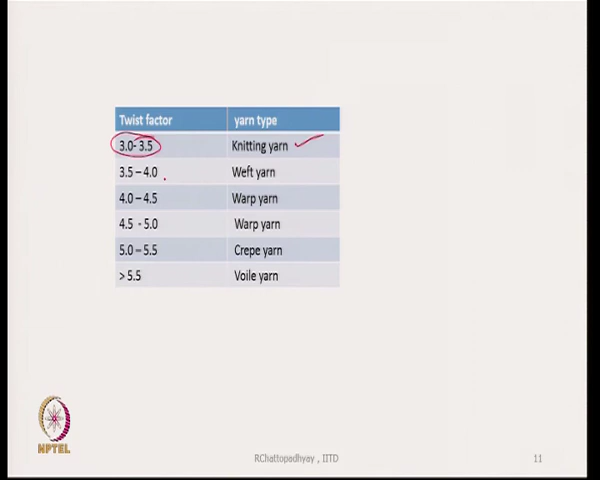 Twist factor yarn type
3.0- 3.5 Knitting yarn
3.5 – 4.0 Weft yarn
4.0 – 4.5 Warp yarn
4.5 - 5.0 Warp yarn
5.0 – 5.5 Crepe yarn
> 5.5 Voile yarn
NPTEL
RChattopadhyay , IITD 11